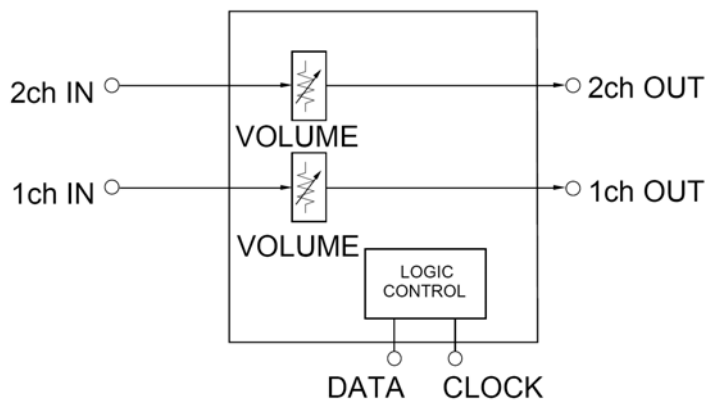 2ch IN
2ch OUT
VOLUME
1ch IN
1ch OUT
VOLUME
LOGIC
CONTROL
DATA
CLOCK